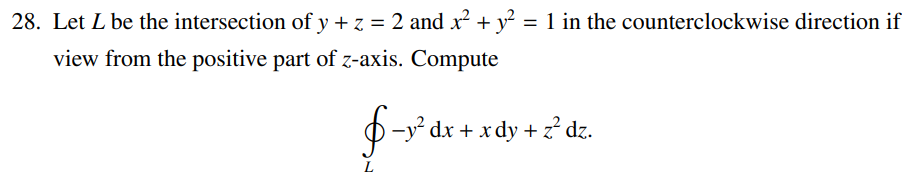 28. Let L be the intersection of y + z = 2 and x² + y² = 1 in the counterclockwise direction if
view from the positive part of z-axis. Compute
∮_L −y² dx + x dy + z² dz.